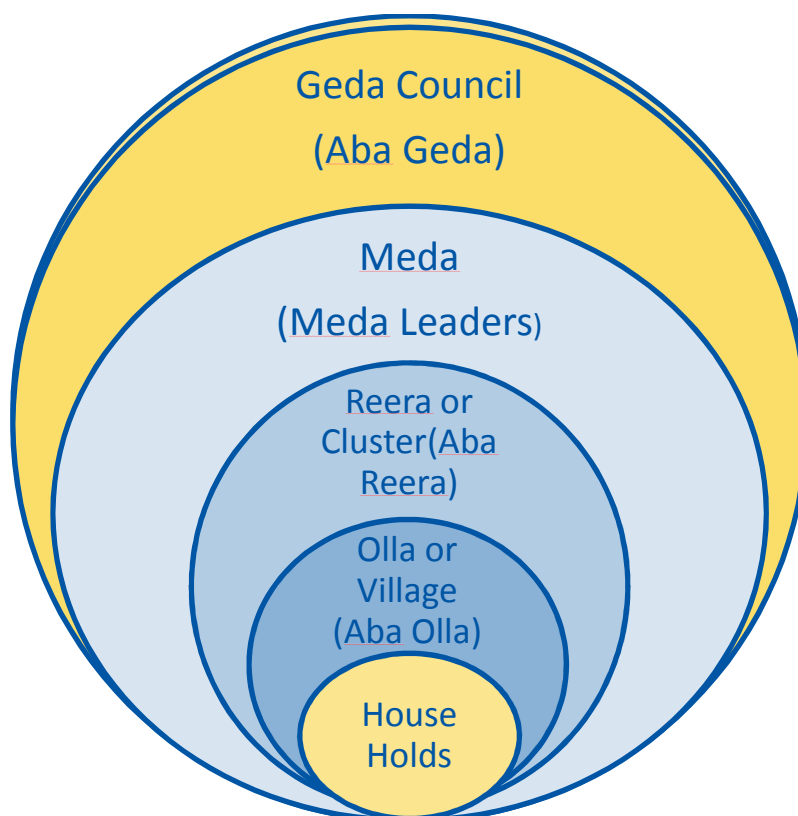 Geda Council
(Aba Geda)
Meda
(Meda Leaders)
Reera or
Cluster(Aba
Reera)
Olla or
Village
(Aba Olla)
House
Holds